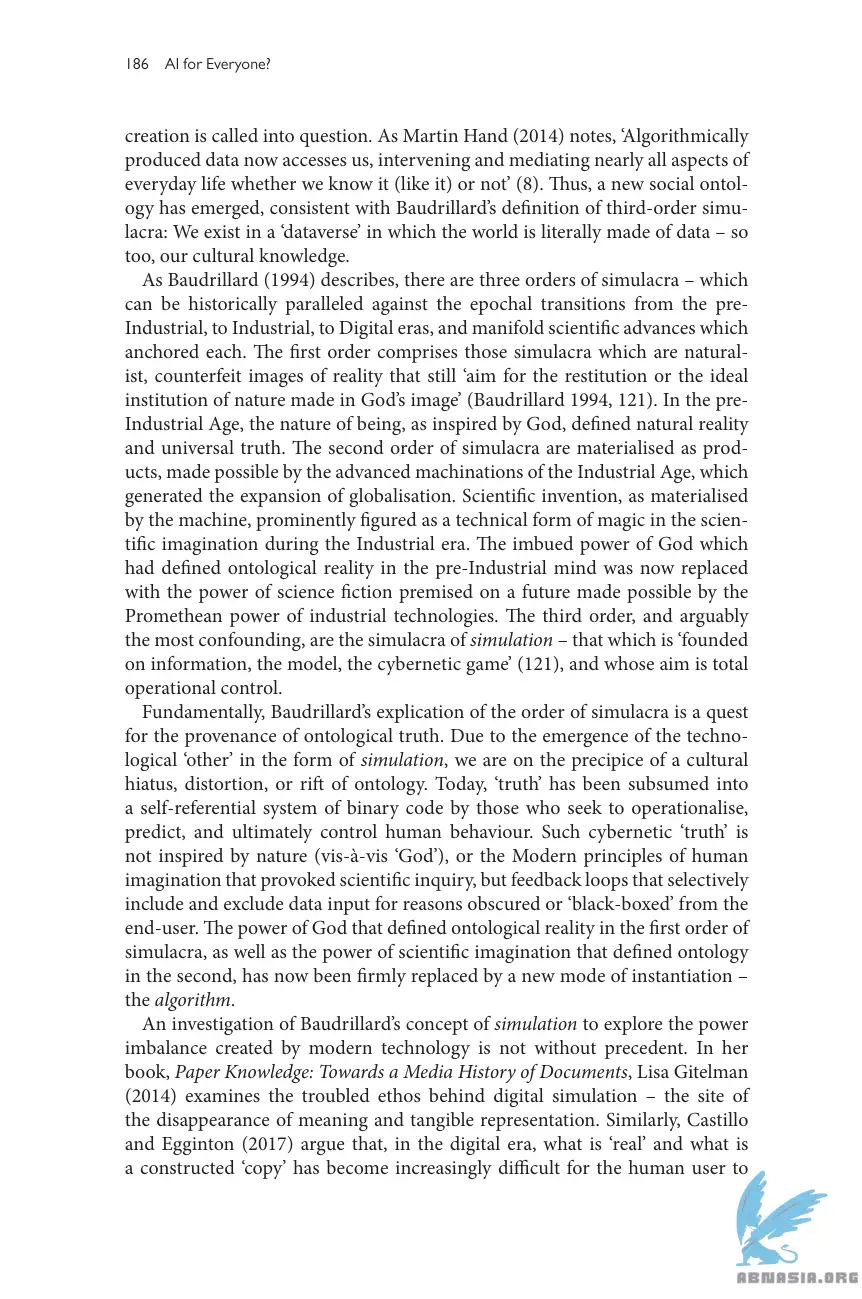 186 AI for Everyone?
creation is called into question. As Martin Hand (2014) notes, ‘Algorithmically
produced data now accesses us, intervening and mediating nearly all aspects of
everyday life whether we know it (like it) or not’ (8). Thus, a new social ontol-
ogy has emerged, consistent with Baudrillard’s definition of third-order simu-
lacra: We exist in a ‘dataverse’ in which the world is literally made of data – so
too, our cultural knowledge.
As Baudrillard (1994) describes, there are three orders of simulacra – which
can be historically paralleled against the epochal transitions from the pre-
Industrial, to Industrial, to Digital eras, and manifold scientific advances which
anchored each. The first order comprises those simulacra which are natural-
ist, counterfeit images of reality that still ‘aim for the restitution or the ideal
institution of nature made in God’s image’ (Baudrillard 1994, 121). In the pre-
Industrial Age, the nature of being, as inspired by God, defined natural reality
and universal truth. The second order of simulacra are materialised as prod-
ucts, made possible by the advanced machinations of the Industrial Age, which
generated the expansion of globalisation. Scientific invention, as materialised
by the machine, prominently figured as a technical form of magic in the scien-
tific imagination during the Industrial era. The imbued power of God which
had defined ontological reality in the pre-Industrial mind was now replaced
with the power of science fiction premised on a future made possible by the
Promethean power of industrial technologies. The third order, and arguably
the most confounding, are the simulacra of simulation – that which is ‘founded
on information, the model, the cybernetic game’ (121), and whose aim is total
operational control.
Fundamentally, Baudrillard’s explication of the order of simulacra is a quest
for the provenance of ontological truth. Due to the emergence of the techno-
logical ‘other’ in the form of simulation, we are on the precipice of a cultural
hiatus, distortion, or rift of ontology. Today, ‘truth’ has been subsumed into
a self-referential system of binary code by those who seek to operationalise,
predict, and ultimately control human behaviour. Such cybernetic ‘truth’ is
not inspired by nature (vis-à-vis ‘God’), or the Modern principles of human
imagination that provoked scientific inquiry, but feedback loops that selectively
include and exclude data input for reasons obscured or ‘black-boxed’ from the
end-user. The power of God that defined ontological reality in the first order of
simulacra, as well as the power of scientific imagination that defined ontology
in the second, has now been firmly replaced by a new mode of instantiation –
the algorithm.
An investigation of Baudrillard’s concept of simulation to explore the power
imbalance created by modern technology is not without precedent. In her
book, Paper Knowledge: Towards a Media History of Documents, Lisa Gitelman
(2014) examines the troubled ethos behind digital simulation – the site of
the disappearance of meaning and tangible representation. Similarly, Castillo
and Egginton (2017) argue that, in the digital era, what is ‘real’ and what is
a constructed ‘copy’ has become increasingly difficult for the human user to
ABNASIA.ORG